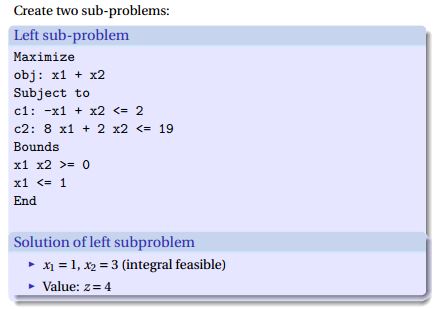 Create two sub-problems:
Left sub-problem
Maximize
obj: x1 + x2
Subject to
c1: -x1 + x2 <= 2
c2: 8 x1 + 2 x2 <= 19
Bounds
x1 x2 >= 0
x1 <= 1
End
Solution of left subproblem
▸ x₁ = 1, x₂ = 3 (integral feasible)
▸ Value: z = 4